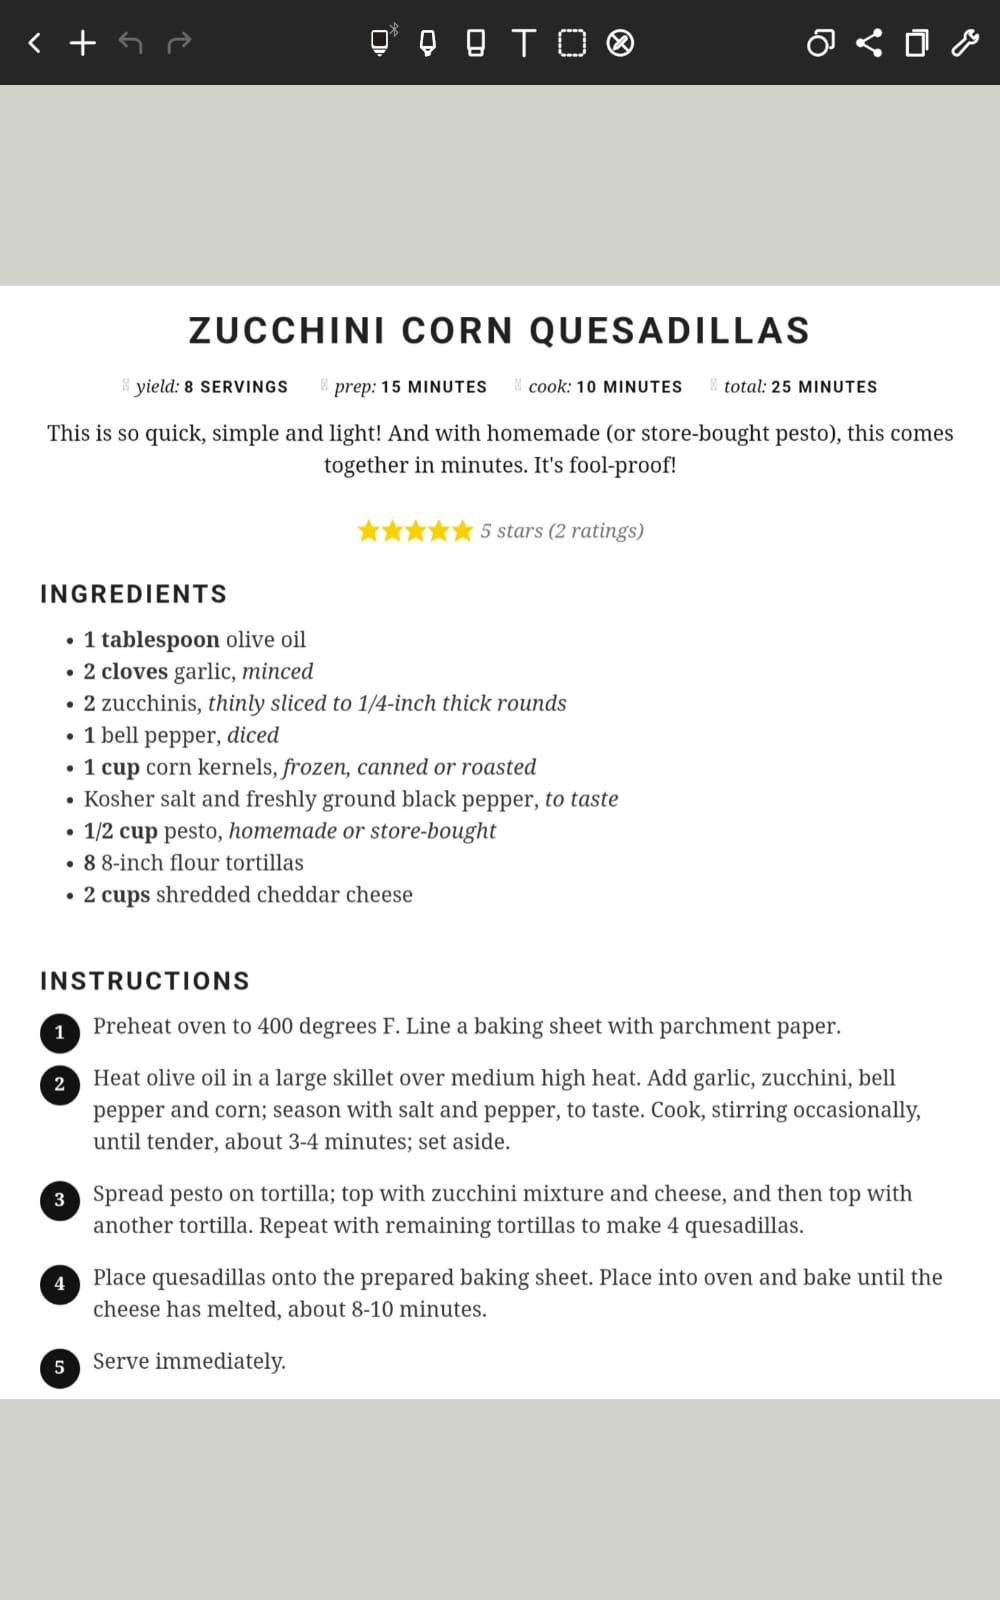 ZUCCHINI CORN QUESADILLAS
yield: 8 SERVINGS prep: 15 MINUTES cook: 10 MINUTES total: 25 MINUTES
This is so quick, simple and light! And with homemade (or store-bought pesto), this comes
together in minutes. It's fool-proof!
5 stars (2 ratings)
INGREDIENTS
• 1 tablespoon olive oil
• 2 cloves garlic, minced
• 2 zucchinis, thinly sliced to 1/4-inch thick rounds
• 1 bell pepper, diced
• 1 cup corn kernels, frozen, canned or roasted
• Kosher salt and freshly ground black pepper, to taste
• 1/2 cup pesto, homemade or store-bought
• 8 8-inch flour tortillas
• 2 cups shredded cheddar cheese
INSTRUCTIONS
1 Preheat oven to 400 degrees F. Line a baking sheet with parchment paper.
2 Heat olive oil in a large skillet over medium high heat. Add garlic, zucchini, bell
pepper and corn; season with salt and pepper, to taste. Cook, stirring occasionally,
until tender, about 3-4 minutes; set aside.
3 Spread pesto on tortilla; top with zucchini mixture and cheese, and then top with
another tortilla. Repeat with remaining tortillas to make 4 quesadillas.
4 Place quesadillas onto the prepared baking sheet. Place into oven and bake until the
cheese has melted, about 8-10 minutes.
5 Serve immediately.